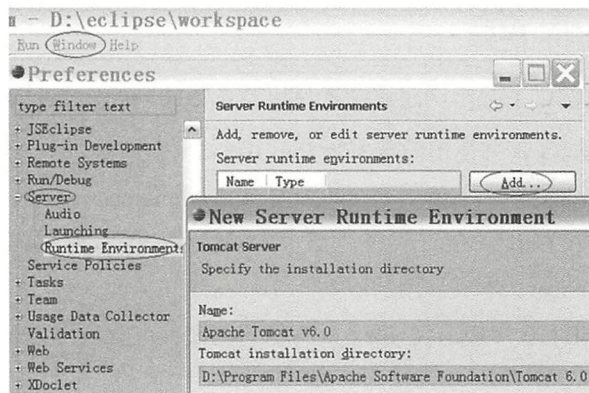 - D:\eclipse\workspace
Run Window Help
Preferences
type filter text
Server Runtime Environments
JSEclipse
Plug-in Development
Remote Systems
Run/Debug
Server
Audio
Launching
Runtime Environments
Service Policies
Tasks
Team
Usage Data Collector
Validation
Web
Web Services
XDoclet
Add, remove, or edit server runtime environments.
Server runtime environments:
Name Type
Add...
New Server Runtime Environment
Tomcat Server
Specify the installation directory
Name:
Apache Tomcat v6.0
Tomcat installation directory:
D:\Program Files\Apache Software Foundation\Tomcat 6.0